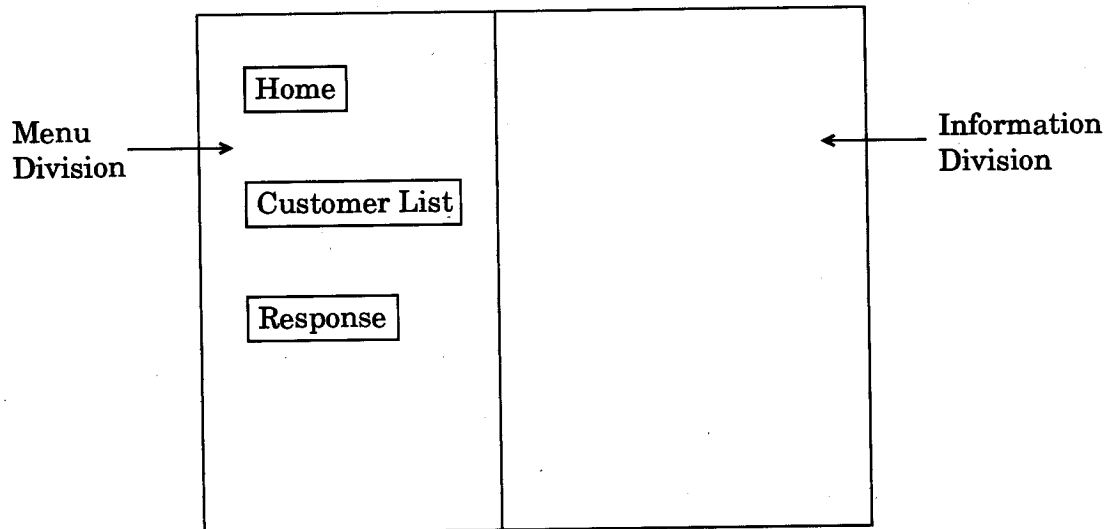 Home
Menu
Division
Information
Division
Customer List
Response